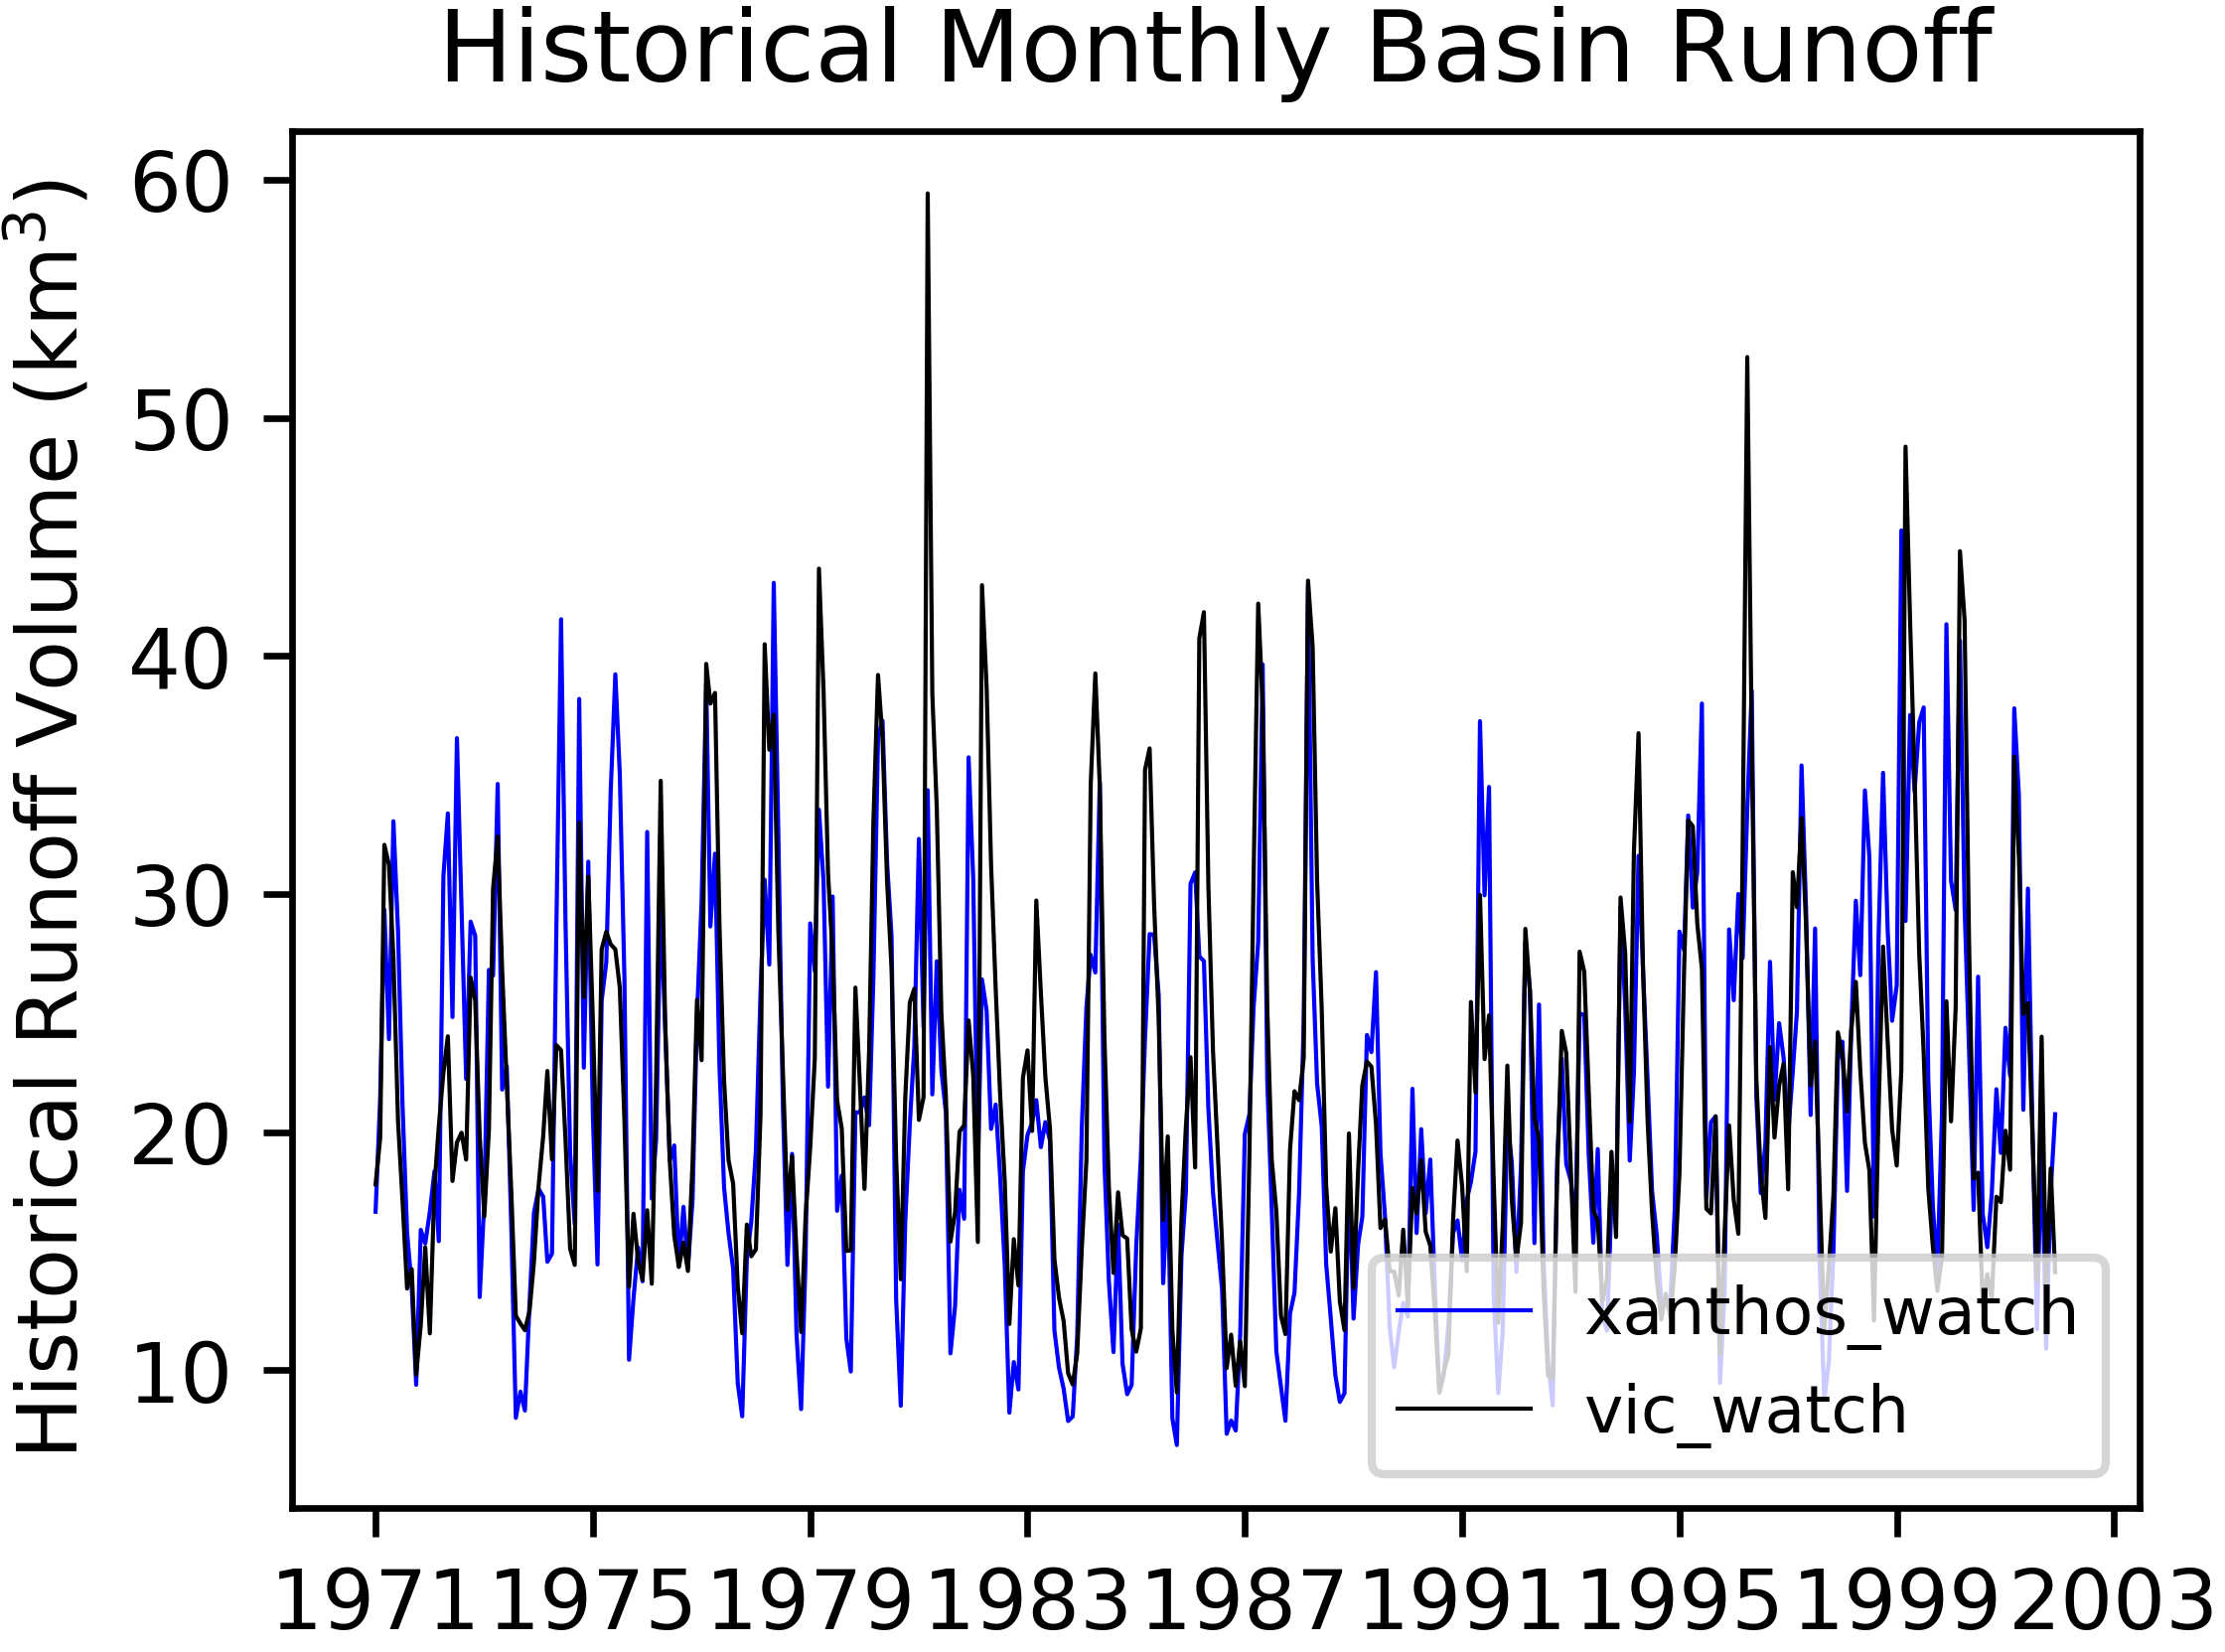 Historical Monthly Basin Runoff
Historical Runoff Volume (km³)
60
50
40
30
20
10
xanthos_watch
vic_watch
1971 1975 1979 1983 1987 1991 1995 1999 2003